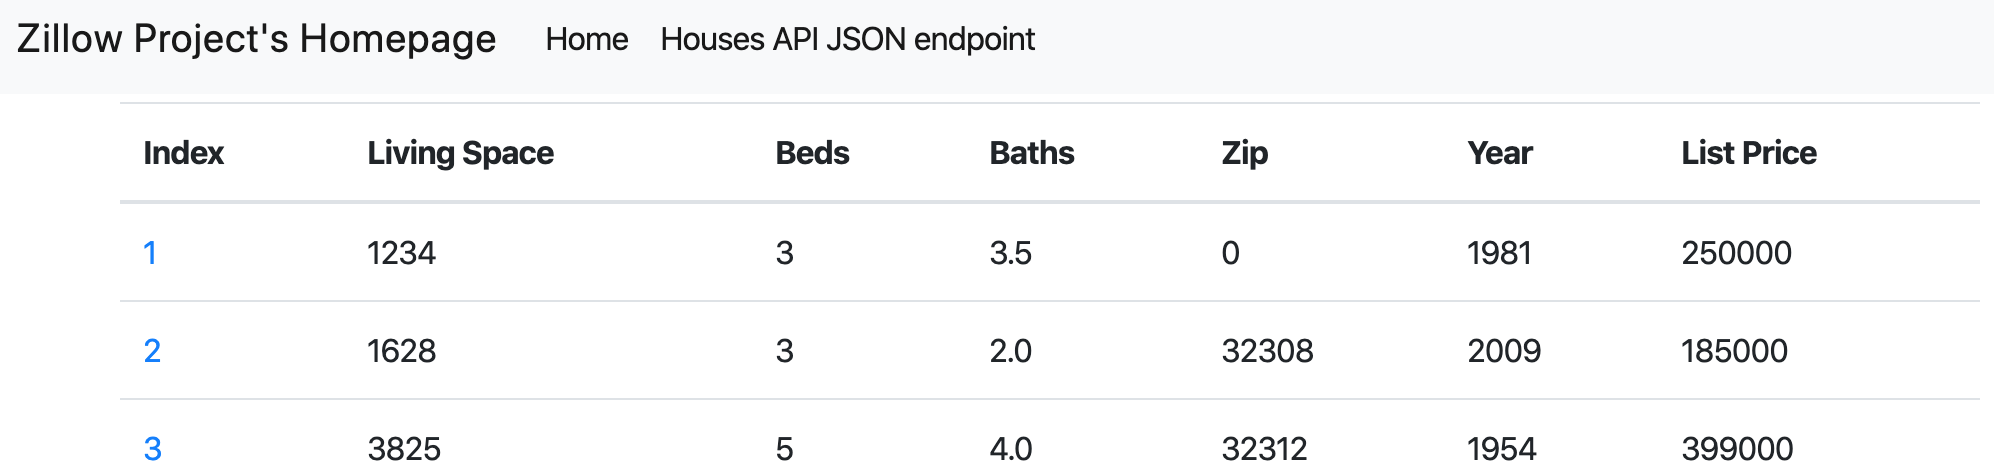 Zillow Project's Homepage Home Houses API JSON endpoint
Index Living Space Beds Baths Zip Year List Price
1 1234 3 3.5 0 1981 250000
2 1628 3 2.0 32308 2009 185000
3 3825 5 4.0 32312 1954 399000